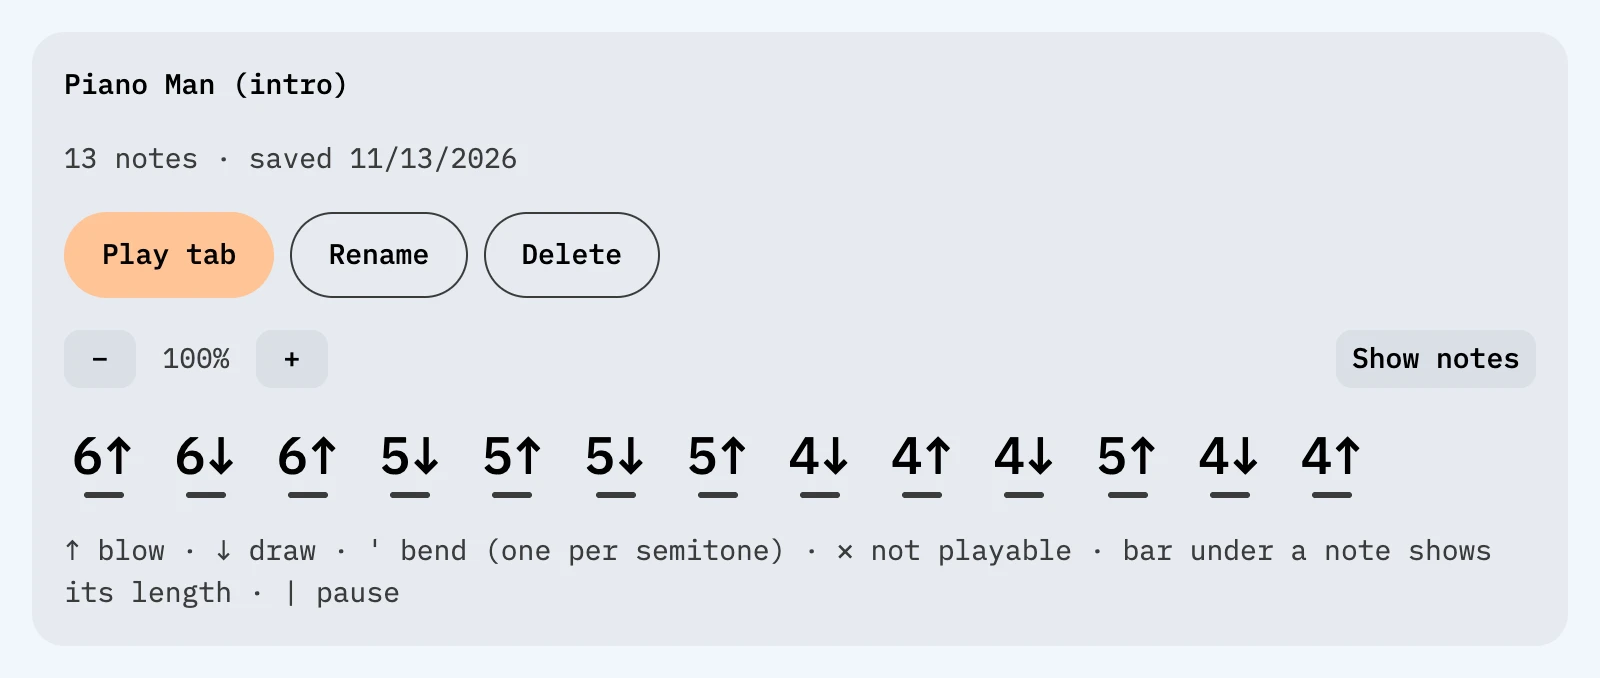 Piano Man (intro)
13 notes · saved 11/13/2026
Play tab Rename Delete
− 100% + Show notes
6↑ 6↓ 6↑ 5↓ 5↑ 5↓ 5↑ 4↓ 4↑ 4↓ 5↑ 4↓ 4↑
↑ blow · ↓ draw · ' bend (one per semitone) · × not playable · bar under a note shows
its length · | pause